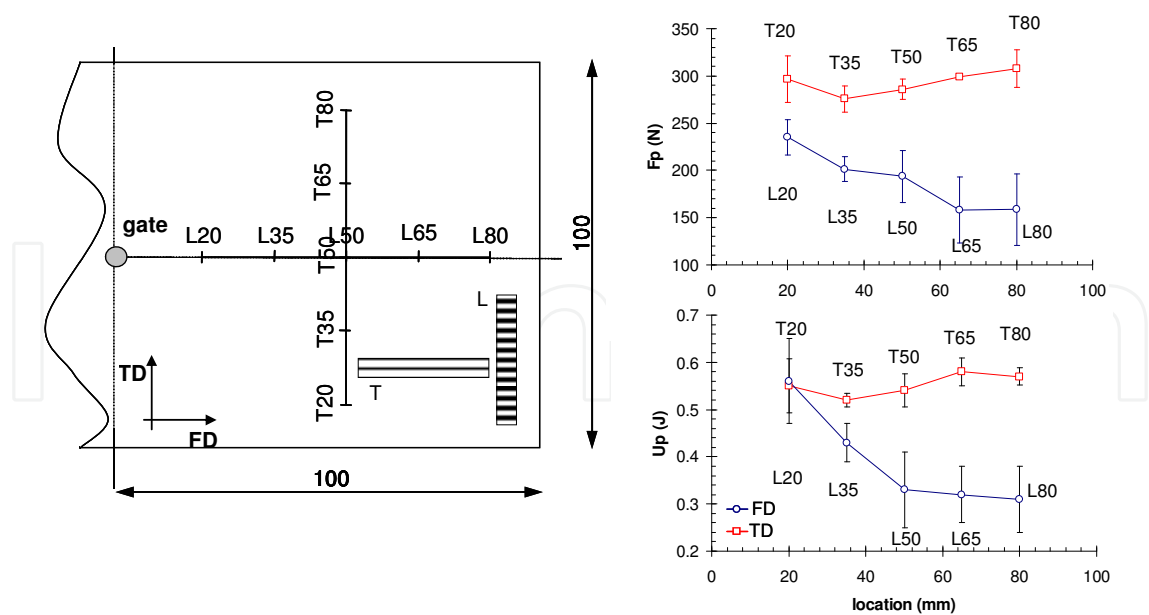 gate
L20
L35
L50
L65
L80
T80
T65
T50
T35
T20
L
T
TD
FD
100
100
350
300
250
200
150
100
Fp (N)
T20
T35
T50
T65
T80
L20
L35
L50
L65
L80
0
20
40
60
80
100
0.7
0.6
0.5
0.4
0.3
0.2
Up (J)
T20
T35
T50
T65
T80
L20
L35
L50
L65
L80
FD
TD
0
20
40
60
80
100
location (mm)